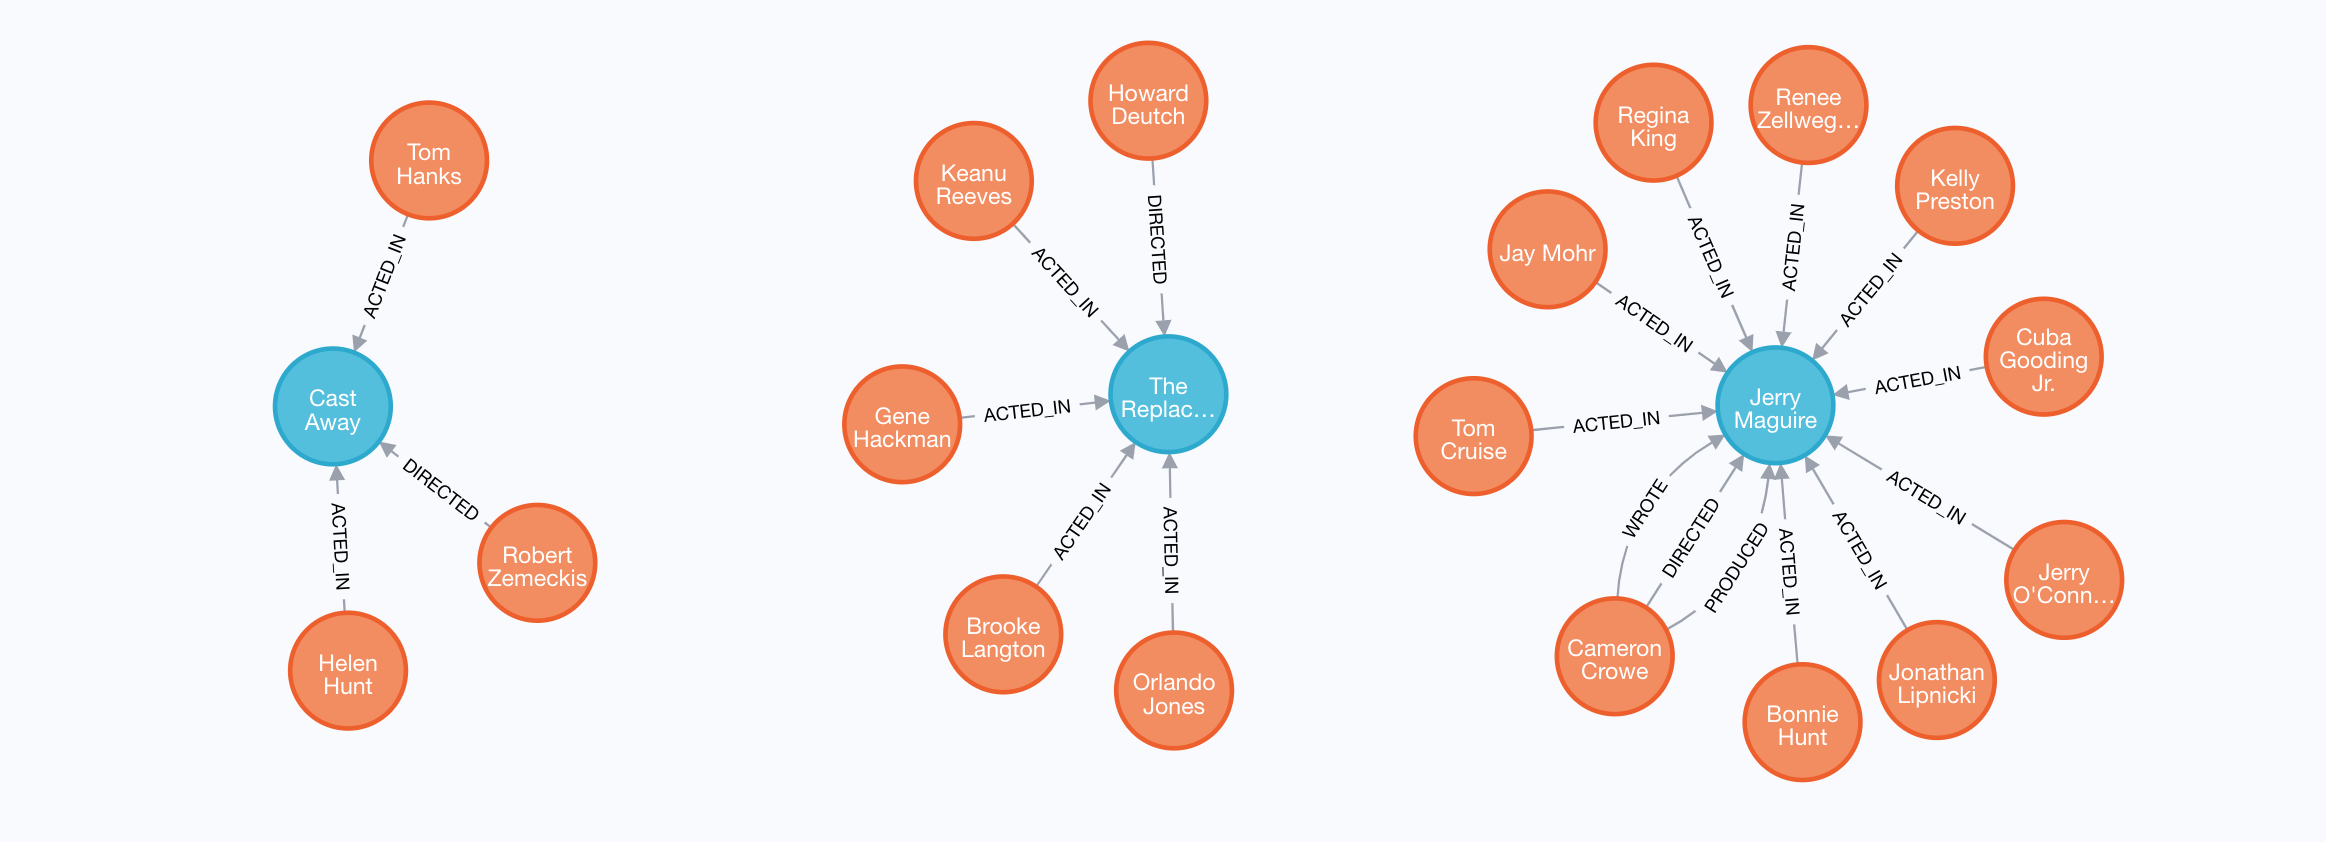 Tom
Hanks
ACTED_IN
Cast
Away
DIRECTED
Robert
Zemeckis
ACTED_IN
Helen
Hunt
Howard
Deutch
DIRECTED
Keanu
Reeves
ACTED_IN
The
Replac...
Gene
Hackman
ACTED_IN
ACTED_IN
Brooke
Langton
ACTED_IN
Orlando
Jones
Regina
King
ACTED_IN
Renee
Zellweg...
ACTED_IN
Kelly
Preston
ACTED_IN
Jay Mohr
ACTED_IN
Cuba
Gooding
Jr.
ACTED_IN
Jerry
Maguire
Tom
Cruise
ACTED_IN
WROTE
DIRECTED
PRODUCED
Cameron
Crowe
ACTED_IN
Bonnie
Hunt
ACTED_IN
Jonathan
Lipnicki
ACTED_IN
Jerry
O'Conn...